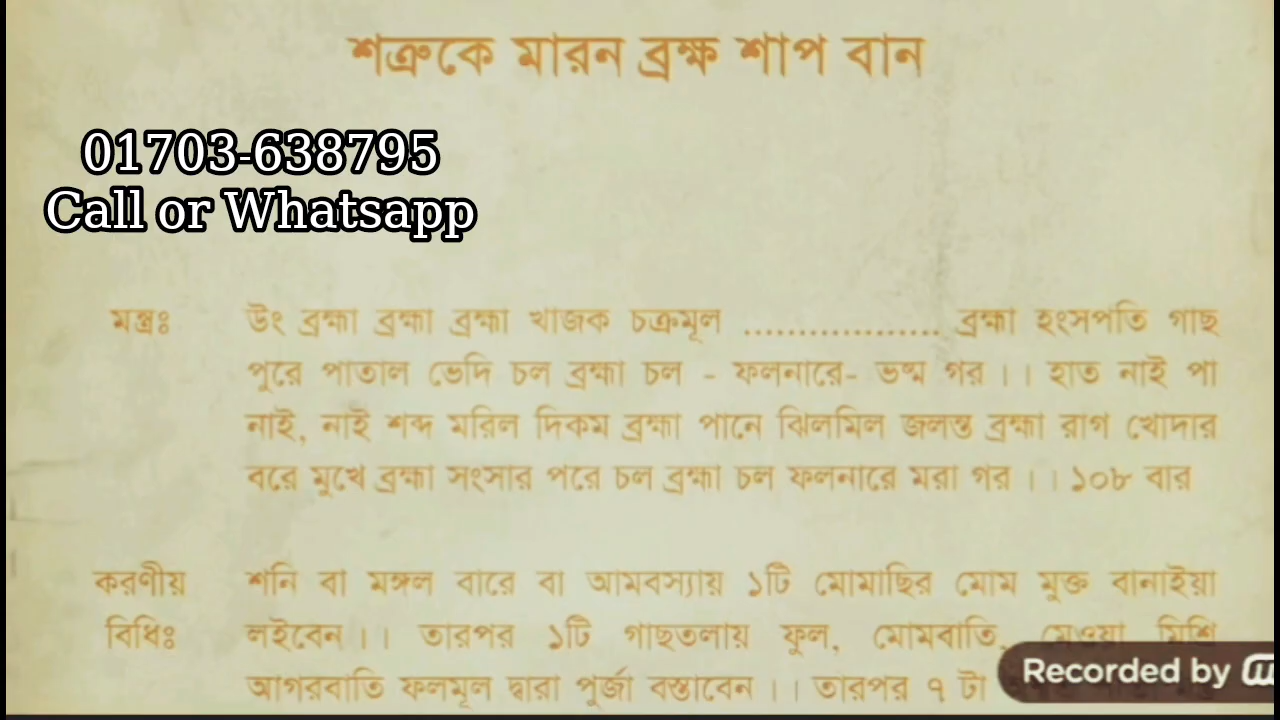 শত্রুকে মারন ব্রক্ষ শাপ বান
01703-638795
Call or Whatsapp
মন্ত্রঃ উং ব্রহ্মা ব্রহ্মা ব্রহ্মা খাজক চক্রমূল .................. ব্রহ্মা হংসপতি গাছ
পুরে পাতাল ভেদি চল ব্রহ্মা চল - ফলনারে- ভষ্ম গর ।। হাত নাই পা
নাই, নাই শব্দ মরিল দিকম ব্রহ্মা পানে ঝিলমিল জলন্ত ব্রহ্মা রাগ খোদার
বরে মুখে ব্রহ্মা সংসার পরে চল ব্রহ্মা চল ফলনারে মরা গর ।। ১০৮ বার
করণীয় শনি বা মঙ্গল বারে বা আমবস্যায় ১টি মোমাছির মোম মুক্ত বানাইয়া
বিধিঃ লইবেন ।। তারপর ১টি গাছতলায় ফুল, মোমবাতি, মেওয়া মিশ্রি
আগরবাতি ফলমূল দ্বারা পুর্জা বস্তাবেন ।। তারপর ৭ টা
Recorded by